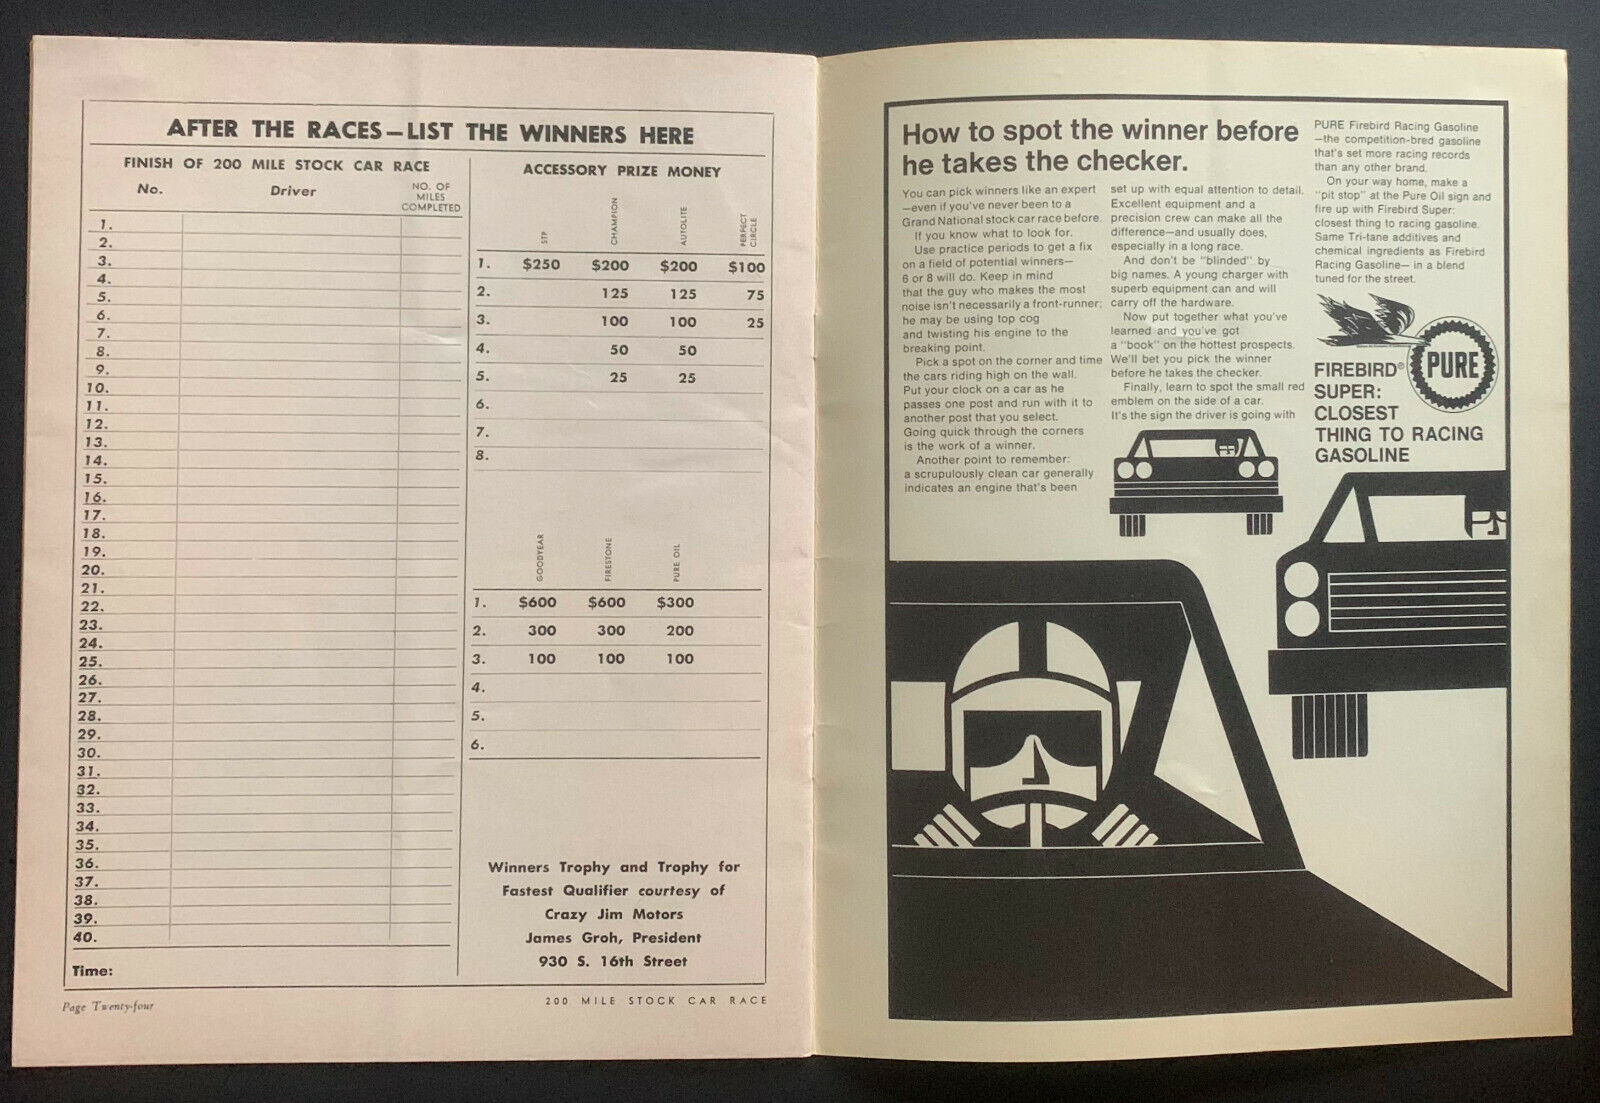 AFTER THE RACES—LIST THE WINNERS HERE
FINISH OF 200 MILE STOCK CAR RACE
No. Driver NO. OF MILES COMPLETED
1.
2.
3.
4.
5.
6.
7.
8.
9.
10.
11.
12.
13.
14.
15.
16.
17.
18.
19.
20.
21.
22.
23.
24.
25.
26.
27.
28.
29.
30.
31.
32.
33.
34.
35.
36.
37.
38.
39.
40.
Time:
ACCESSORY PRIZE MONEY
STP CHAMPION AUTOLITE PERFECT CIRCLE
1. $250 $200 $200 $100
2. 125 125 75
3. 100 100 25
4. 50 50
5. 25 25
6.
7.
8.
GOODYEAR FIRESTONE PURE OIL
1. $600 $600 $300
2. 300 300 200
3. 100 100 100
4.
5.
6.
Winners Trophy and Trophy for
Fastest Qualifier courtesy of
Crazy Jim Motors
James Groh, President
930 S. 16th Street
Page Twenty-four
200 MILE STOCK CAR RACE
How to spot the winner before
he takes the checker.
You can pick winners like an expert
—even if you've never been to a
Grand National stock car race before.
If you know what to look for.
Use practice periods to get a fix
on a field of potential winners—
6 or 8 will do. Keep in mind
that the guy who makes the most
noise isn't necessarily a front-runner;
he may be using top cog
and twisting his engine to the
breaking point.
Pick a spot on the corner and time
the cars riding high on the wall.
Put your clock on a car as he
passes one post and run with it to
another post that you select.
Going quick through the corners
is the work of a winner.
Another point to remember:
a scrupulously clean car generally
indicates an engine that's been
set up with equal attention to detail.
Excellent equipment and a
precision crew can make all the
difference—and usually does,
especially in a long race.
And don't be "blinded" by
big names. A young charger with
superb equipment can and will
carry off the hardware.
Now put together what you've
learned and you've got
a "book" on the hottest prospects.
We'll bet you pick the winner
before he takes the checker.
Finally, learn to spot the small red
emblem on the side of a car.
It's the sign the driver is going with
PURE Firebird Racing Gasoline
—the competition-bred gasoline
that's set more racing records
than any other brand.
On your way home, make a
"pit stop" at the Pure Oil sign and
fire up with Firebird Super:
closest thing to racing gasoline.
Same Tri-tane additives and
chemical ingredients as Firebird
Racing Gasoline—in a blend
tuned for the street.
PURE
FIREBIRD®
SUPER:
CLOSEST
THING TO RACING
GASOLINE